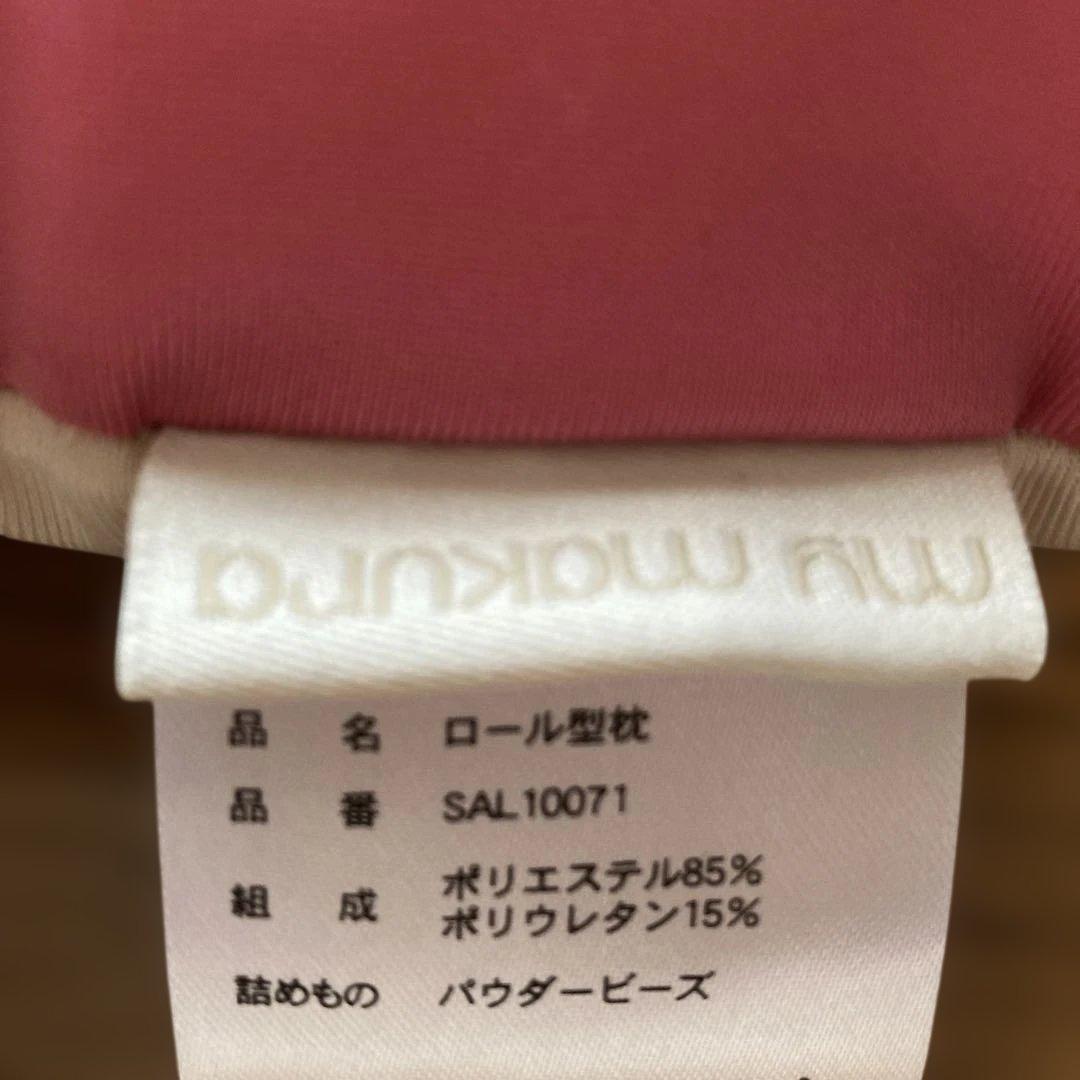 my makura
品 名 ロール型枕
品 番 SAL10071
組 成 ポリエステル85%
ポリウレタン15%
詰めもの パウダービーズ